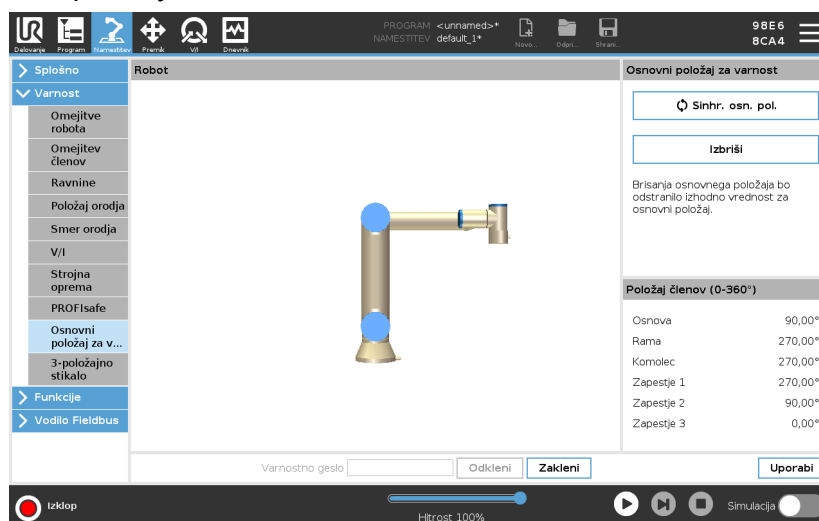 PROGRAM <unnamed>*
NAMESTITEV default_1*
98E6
8CA4
Delovanje Program Namestitev Premik V/I Dnevnik Novo... Odpri... Shrani...
Splošno
Varnost
Omejitve
robota
Omejitev
členov
Ravnine
Položaj orodja
Smer orodja
V/I
Strojna
oprema
PROFIsafe
Osnovni
položaj za v...
3-položajno
stikalo
Funkcije
Vodilo Fieldbus
Robot
Osnovni položaj za varnost
Sinhr. osn. pol.
Izbriši
Brisanja osnovnega položaja bo
odstranilo izhodno vrednost za
osnovni položaj.
Položaj členov (0-360°)
Osnova 90,00°
Rama 270,00°
Komolec 270,00°
Zapestje 1 270,00°
Zapestje 2 90,00°
Zapestje 3 0,00°
Varnostno geslo Odkleni Zakleni Uporabi
Izklop
Hitrost 100%
Simulacija